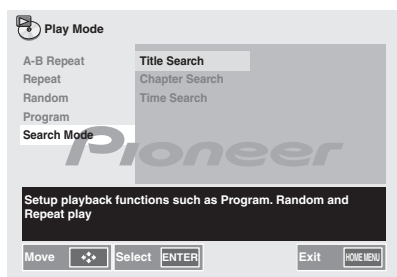 Play Mode
A-B Repeat
Title Search
Repeat
Chapter Search
Random
Time Search
Program
Search Mode
Pioneer
Setup playback functions such as Program. Random and
Repeat play
Move Select ENTER Exit HOME MENU